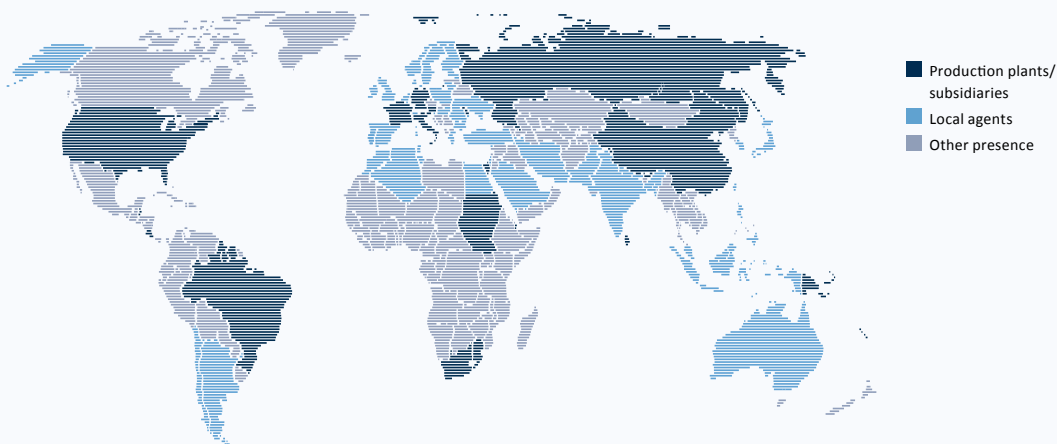 Production plants/
subsidiaries
Local agents
Other presence